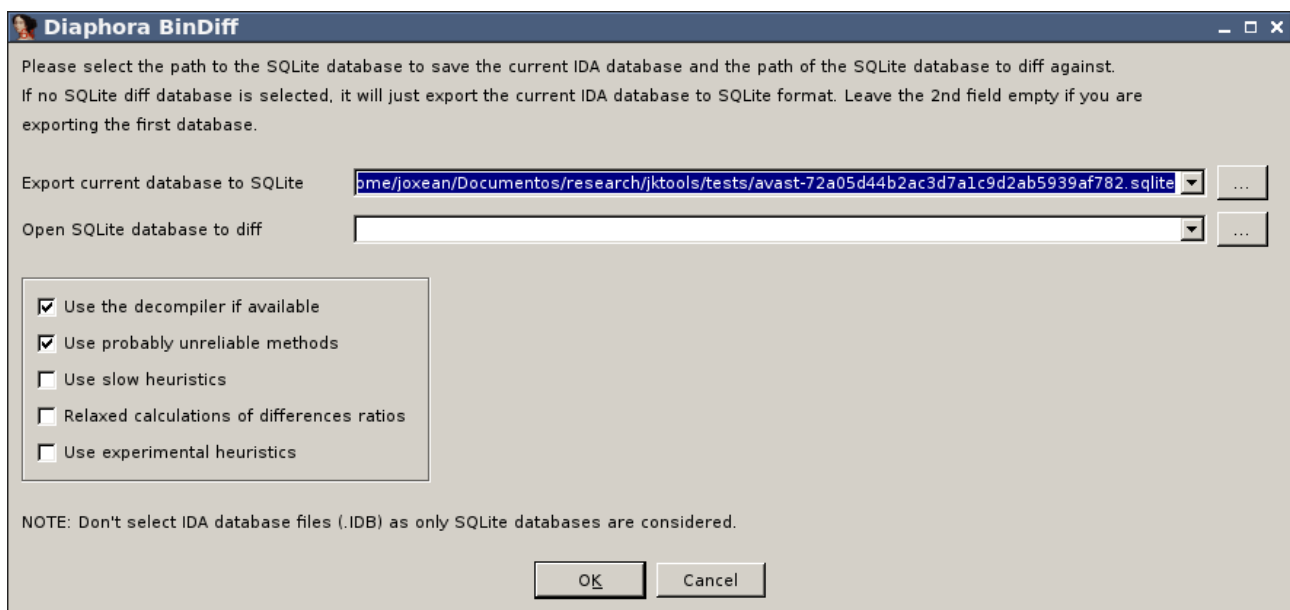 Diaphora BinDiff
Please select the path to the SQLite database to save the current IDA database and the path of the SQLite database to diff against.
If no SQLite diff database is selected, it will just export the current IDA database to SQLite format. Leave the 2nd field empty if you are
exporting the first database.
Export current database to SQLite
ome/joxean/Documentos/research/jktools/tests/avast-72a05d44b2ac3d7a1c9d2ab5939af782.sqlite
...
Open SQLite database to diff
...
Use the decompiler if available
Use probably unreliable methods
Use slow heuristics
Relaxed calculations of differences ratios
Use experimental heuristics
NOTE: Don't select IDA database files (.IDB) as only SQLite databases are considered.
OK
Cancel